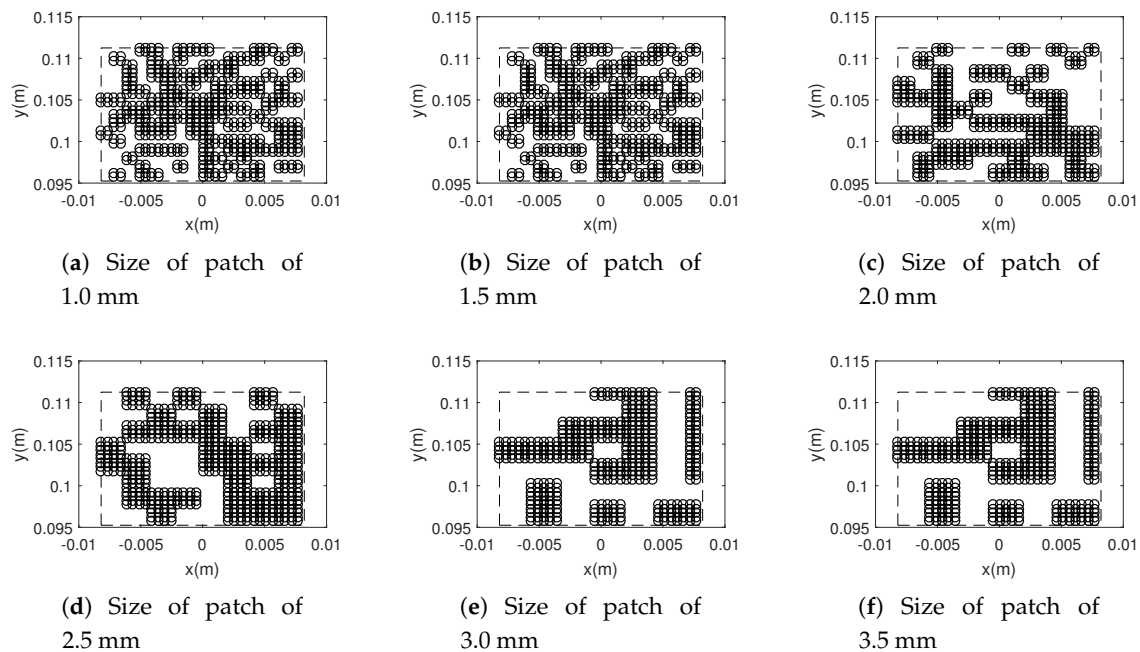 0.115
0.11
0.105
0.1
0.095
y(m)
-0.01 -0.005 0 0.005 0.01
x(m)
(a) Size of patch of
1.0 mm
0.115
0.11
0.105
0.1
0.095
y(m)
-0.01 -0.005 0 0.005 0.01
x(m)
(b) Size of patch of
1.5 mm
0.115
0.11
0.105
0.1
0.095
y(m)
-0.01 -0.005 0 0.005 0.01
x(m)
(c) Size of patch of
2.0 mm
0.115
0.11
0.105
0.1
0.095
y(m)
-0.01 -0.005 0 0.005 0.01
x(m)
(d) Size of patch of
2.5 mm
0.115
0.11
0.105
0.1
0.095
y(m)
-0.01 -0.005 0 0.005 0.01
x(m)
(e) Size of patch of
3.0 mm
0.115
0.11
0.105
0.1
0.095
y(m)
-0.01 -0.005 0 0.005 0.01
x(m)
(f) Size of patch of
3.5 mm